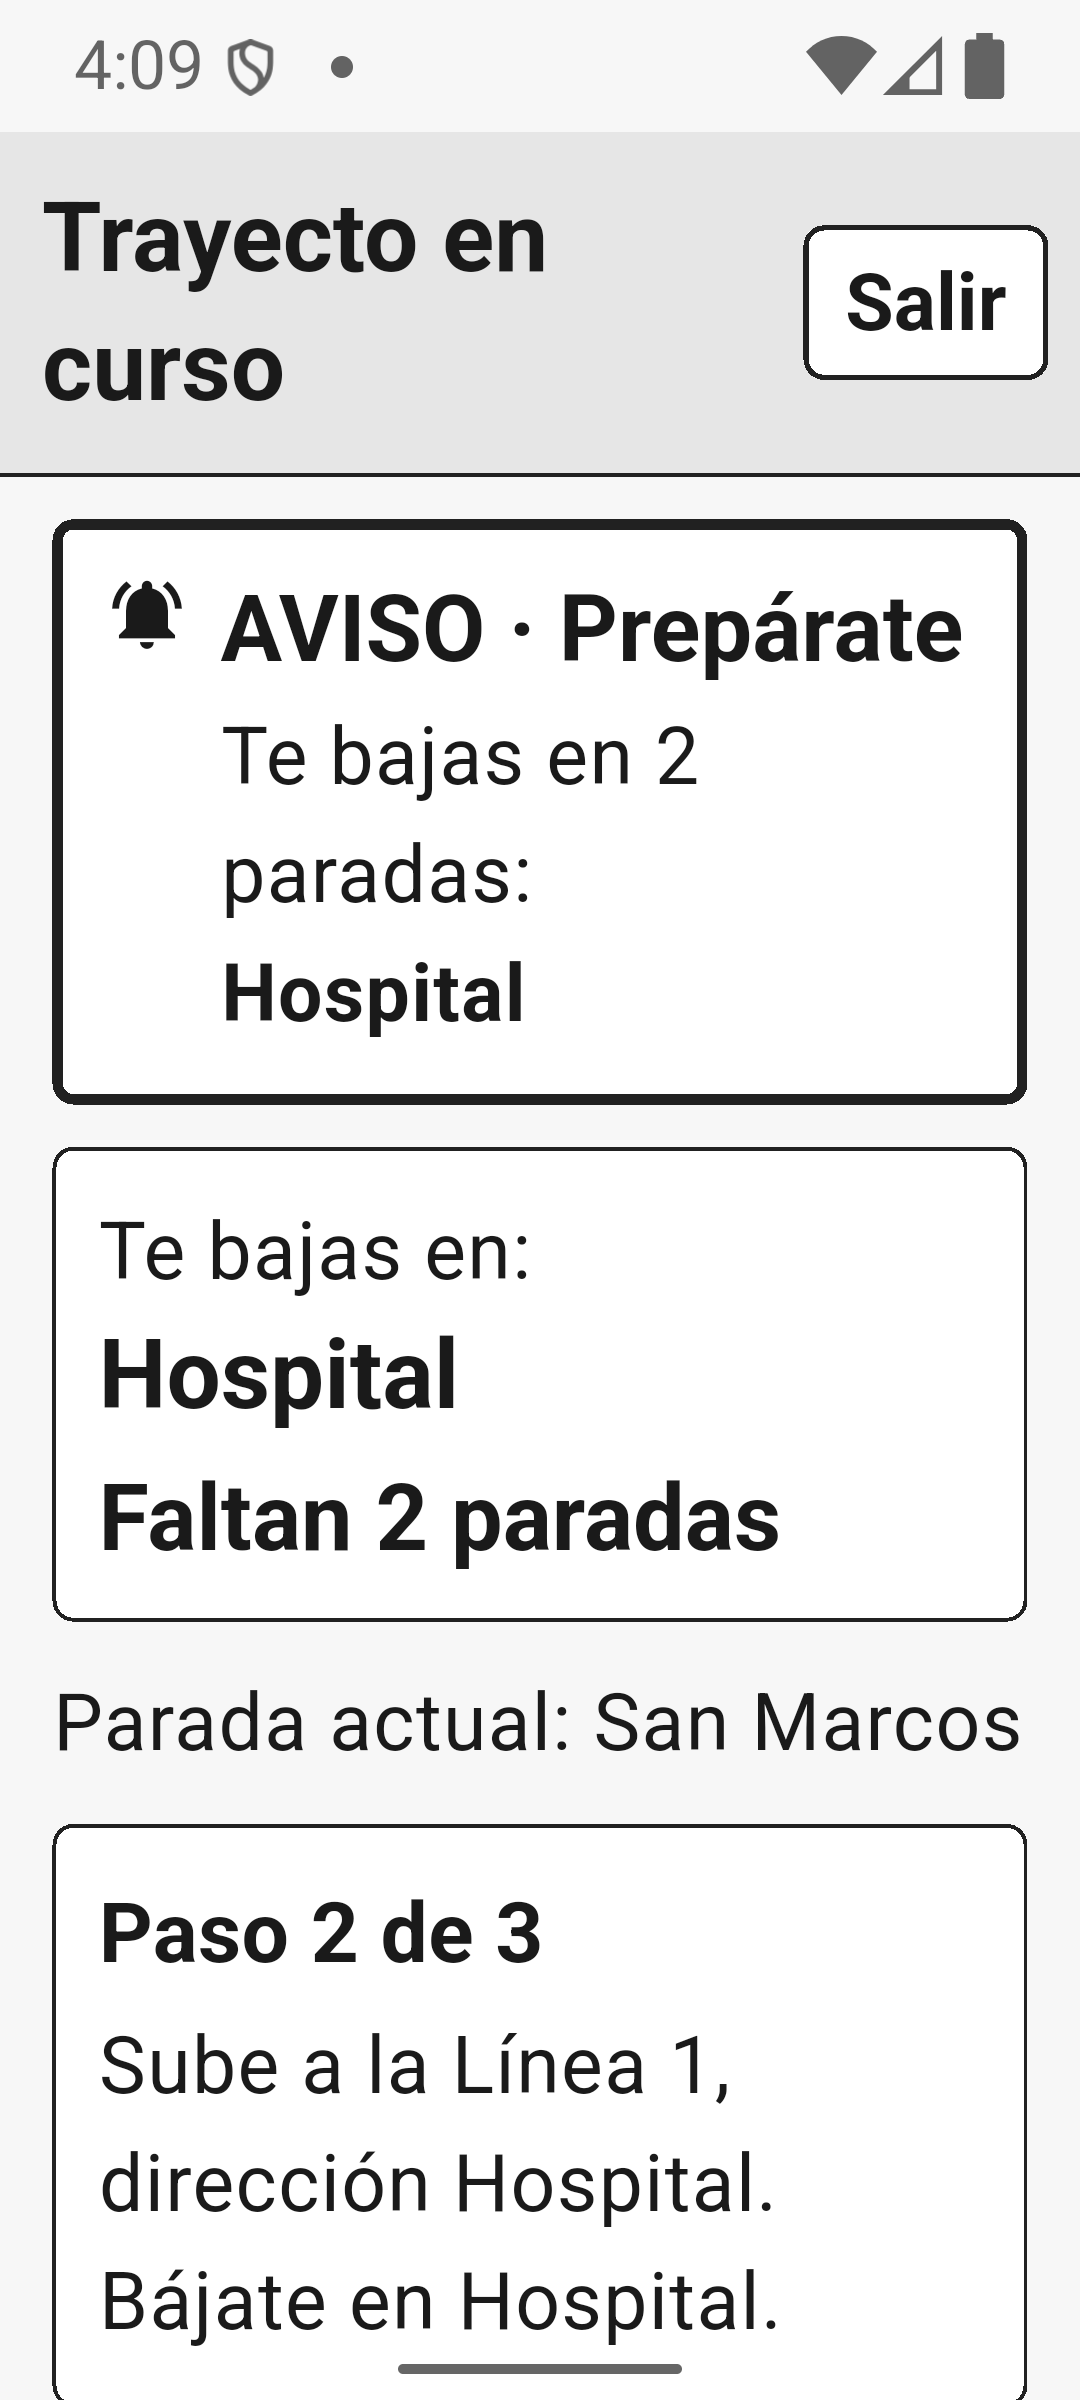 4:09
Trayecto en
curso
Salir
AVISO · Prepárate
Te bajas en 2
paradas:
Hospital
Te bajas en:
Hospital
Faltan 2 paradas
Parada actual: San Marcos
Paso 2 de 3
Sube a la Línea 1,
dirección Hospital.
Bájate en Hospital.